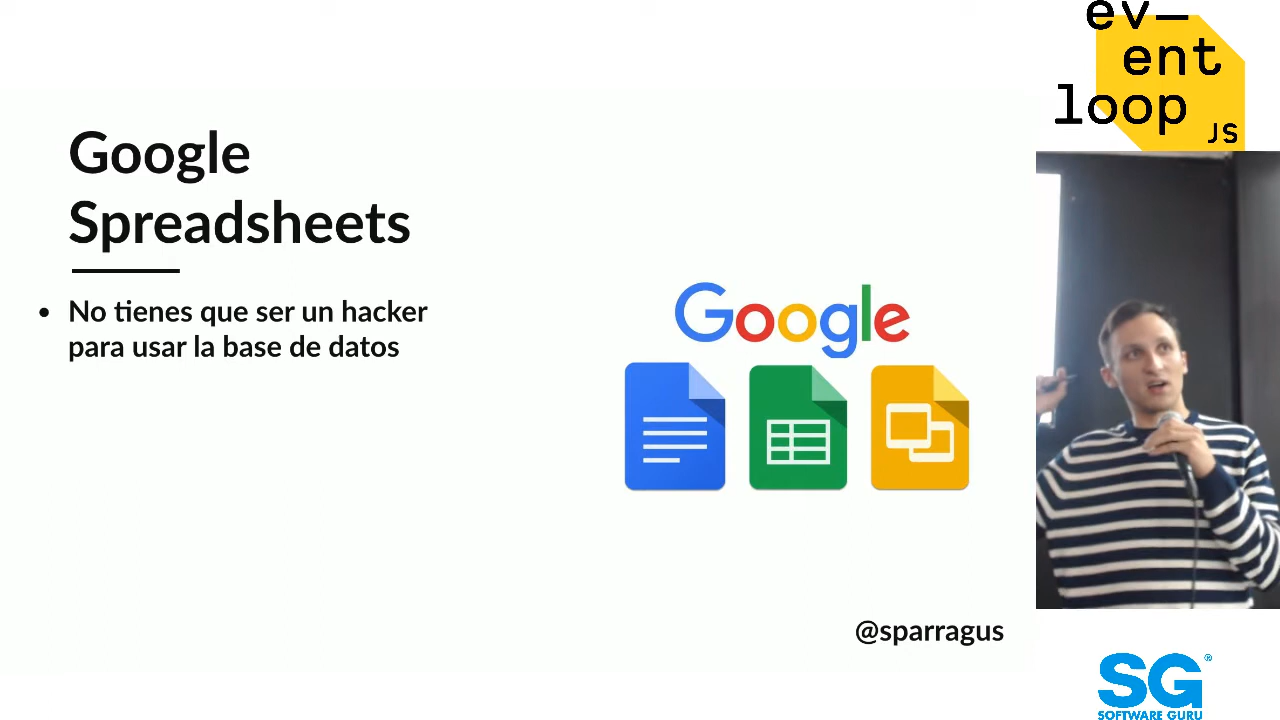 Google
Spreadsheets
No tienes que ser un hacker
para usar la base de datos
Google
@sparragus
ev—
ent
loop
JS
SG®
SOFTWARE GURU